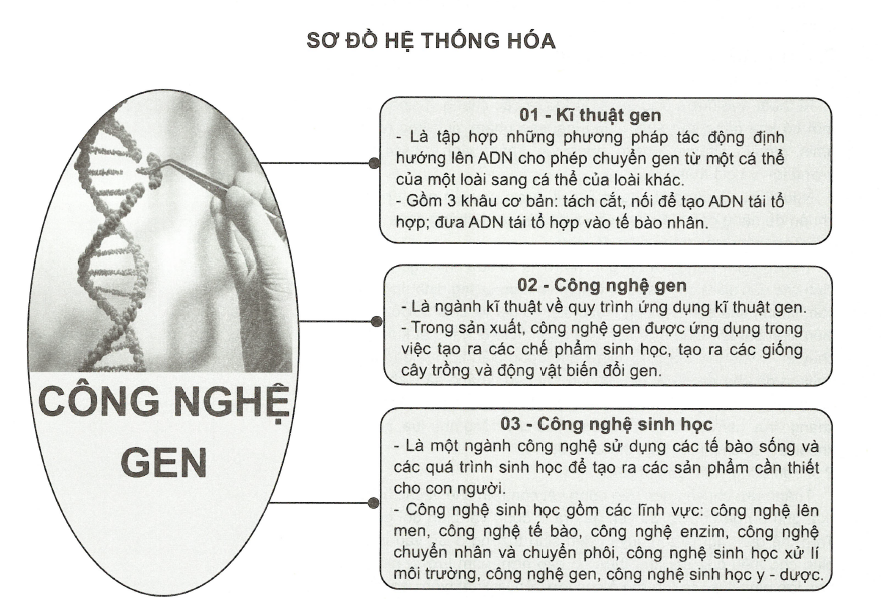 SƠ ĐỒ HỆ THỐNG HÓA
CÔNG NGHỆ
GEN
01 - Kĩ thuật gen
- Là tập hợp những phương pháp tác động định
hướng lên ADN cho phép chuyển gen từ một cá thể
của một loài sang cá thể của loài khác.
- Gồm 3 khâu cơ bản: tách cắt, nối để tạo ADN tái tổ
hợp; đưa ADN tái tổ hợp vào tế bào nhân.
02 - Công nghệ gen
- Là ngành kĩ thuật về quy trình ứng dụng kĩ thuật gen.
- Trong sản xuất, công nghệ gen được ứng dụng trong
việc tạo ra các chế phẩm sinh học, tạo ra các giống
cây trồng và động vật biến đổi gen.
03 - Công nghệ sinh học
- Là một ngành công nghệ sử dụng các tế bào sống và
các quá trình sinh học để tạo ra các sản phẩm cần thiết
cho con người.
- Công nghệ sinh học gồm các lĩnh vực: công nghệ lên
men, công nghệ tế bào, công nghệ enzim, công nghệ
chuyển nhân và chuyển phôi, công nghệ sinh học xử lí
môi trường, công nghệ gen, công nghệ sinh học y - dược.